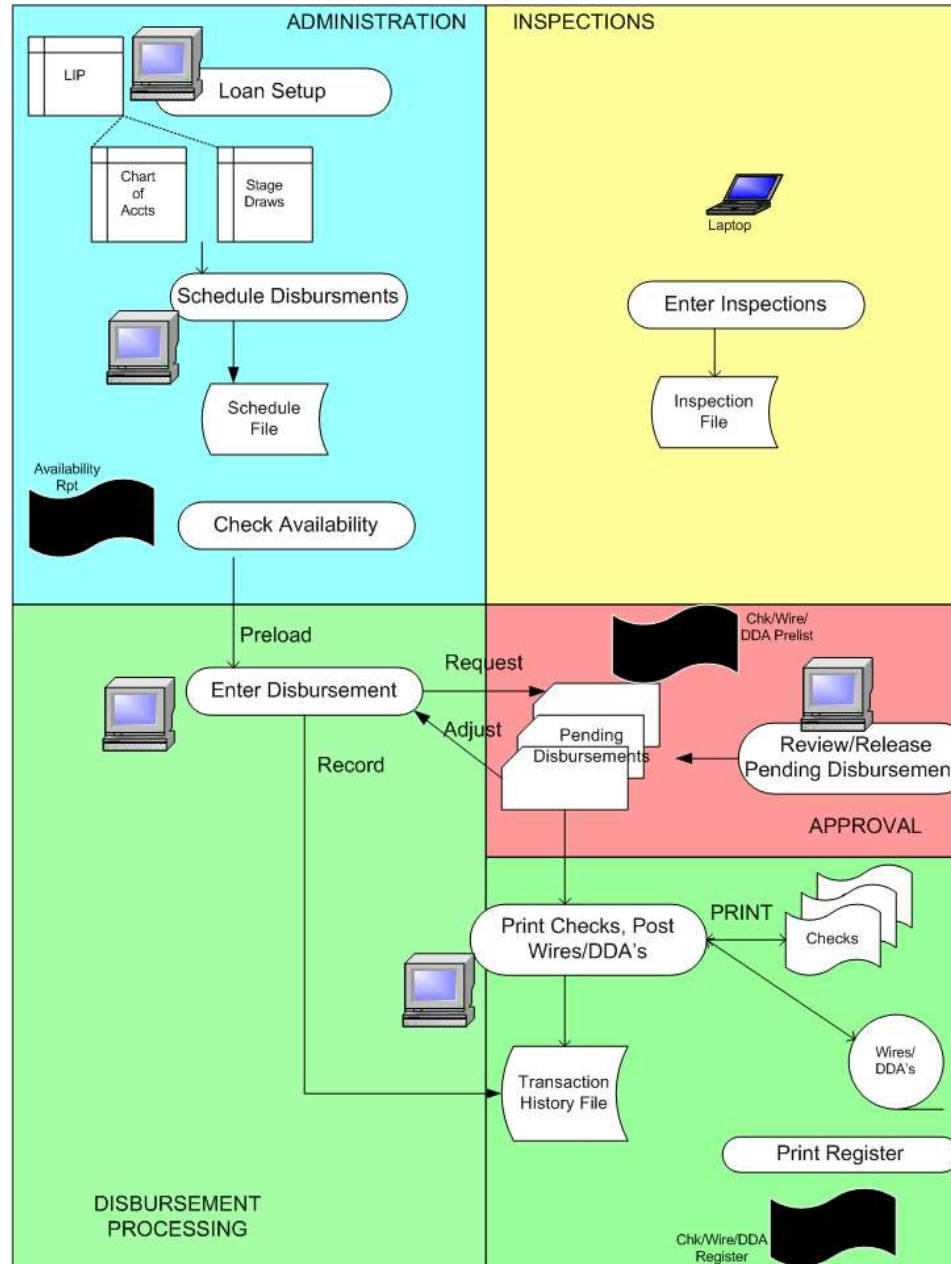 ADMINISTRATION
INSPECTIONS
LIP
Loan Setup
Chart
of
Accts
Stage
Draws
Laptop
Schedule Disbursments
Enter Inspections
Schedule
File
Inspection
File
Availability
Rpt
Check Availability
Preload
Chk/Wire/
DDA Prelist
Request
Enter Disbursement
Adjust
Pending
Disbursements
Review/Release
Pending Disbursement
Record
APPROVAL
Print Checks, Post
Wires/DDA's
PRINT
Checks
Wires/
DDA's
Transaction
History File
Print Register
DISBURSEMENT
PROCESSING
Chk/Wire/DDA
Register